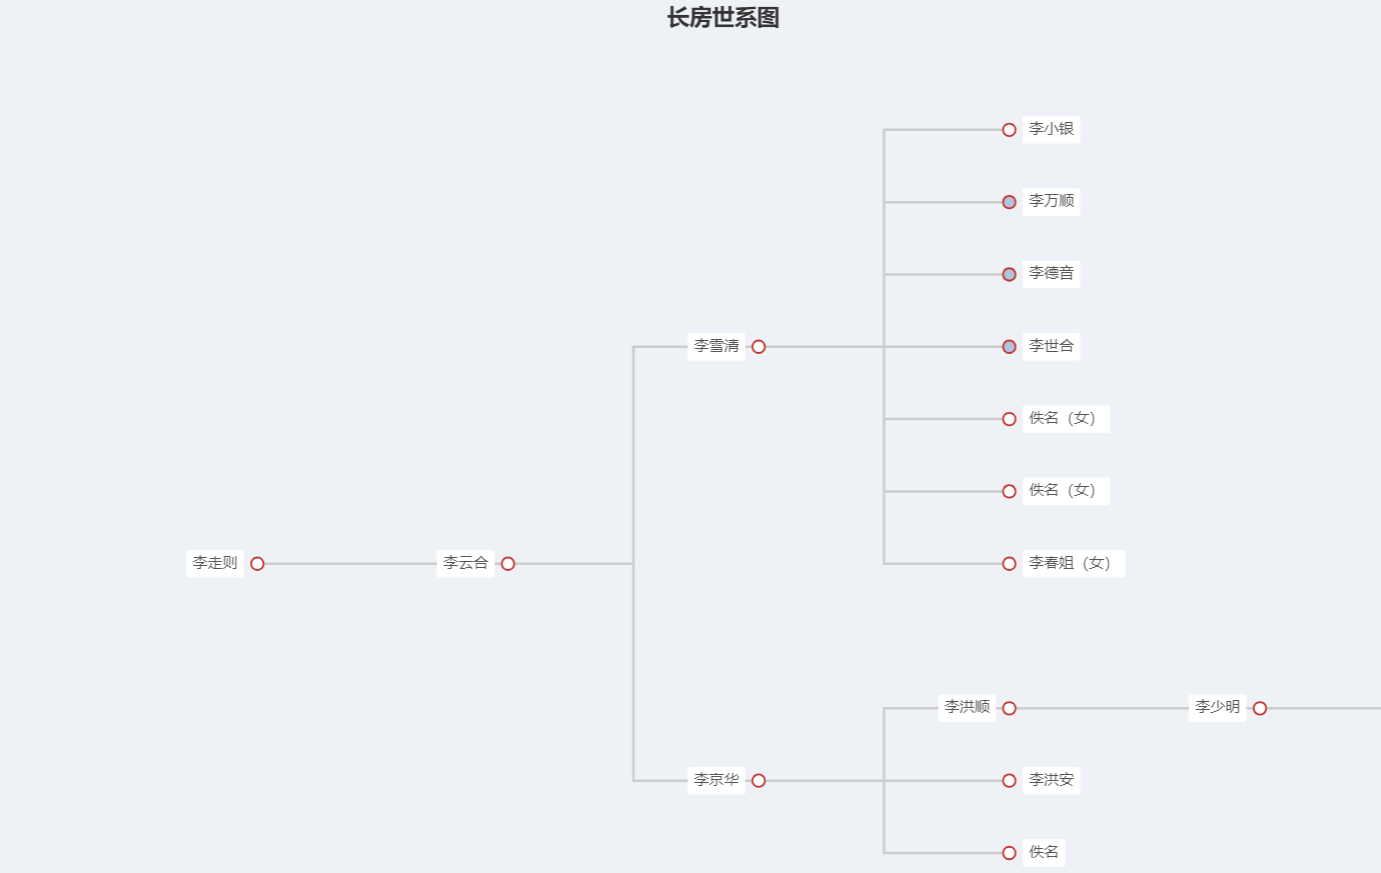 长房世系图
李小银
李万顺
李德音
李雪清
李世合
佚名（女）
佚名（女）
李走则
李云合
李春姐（女）
李洪顺
李少明
李京华
李洪安
佚名